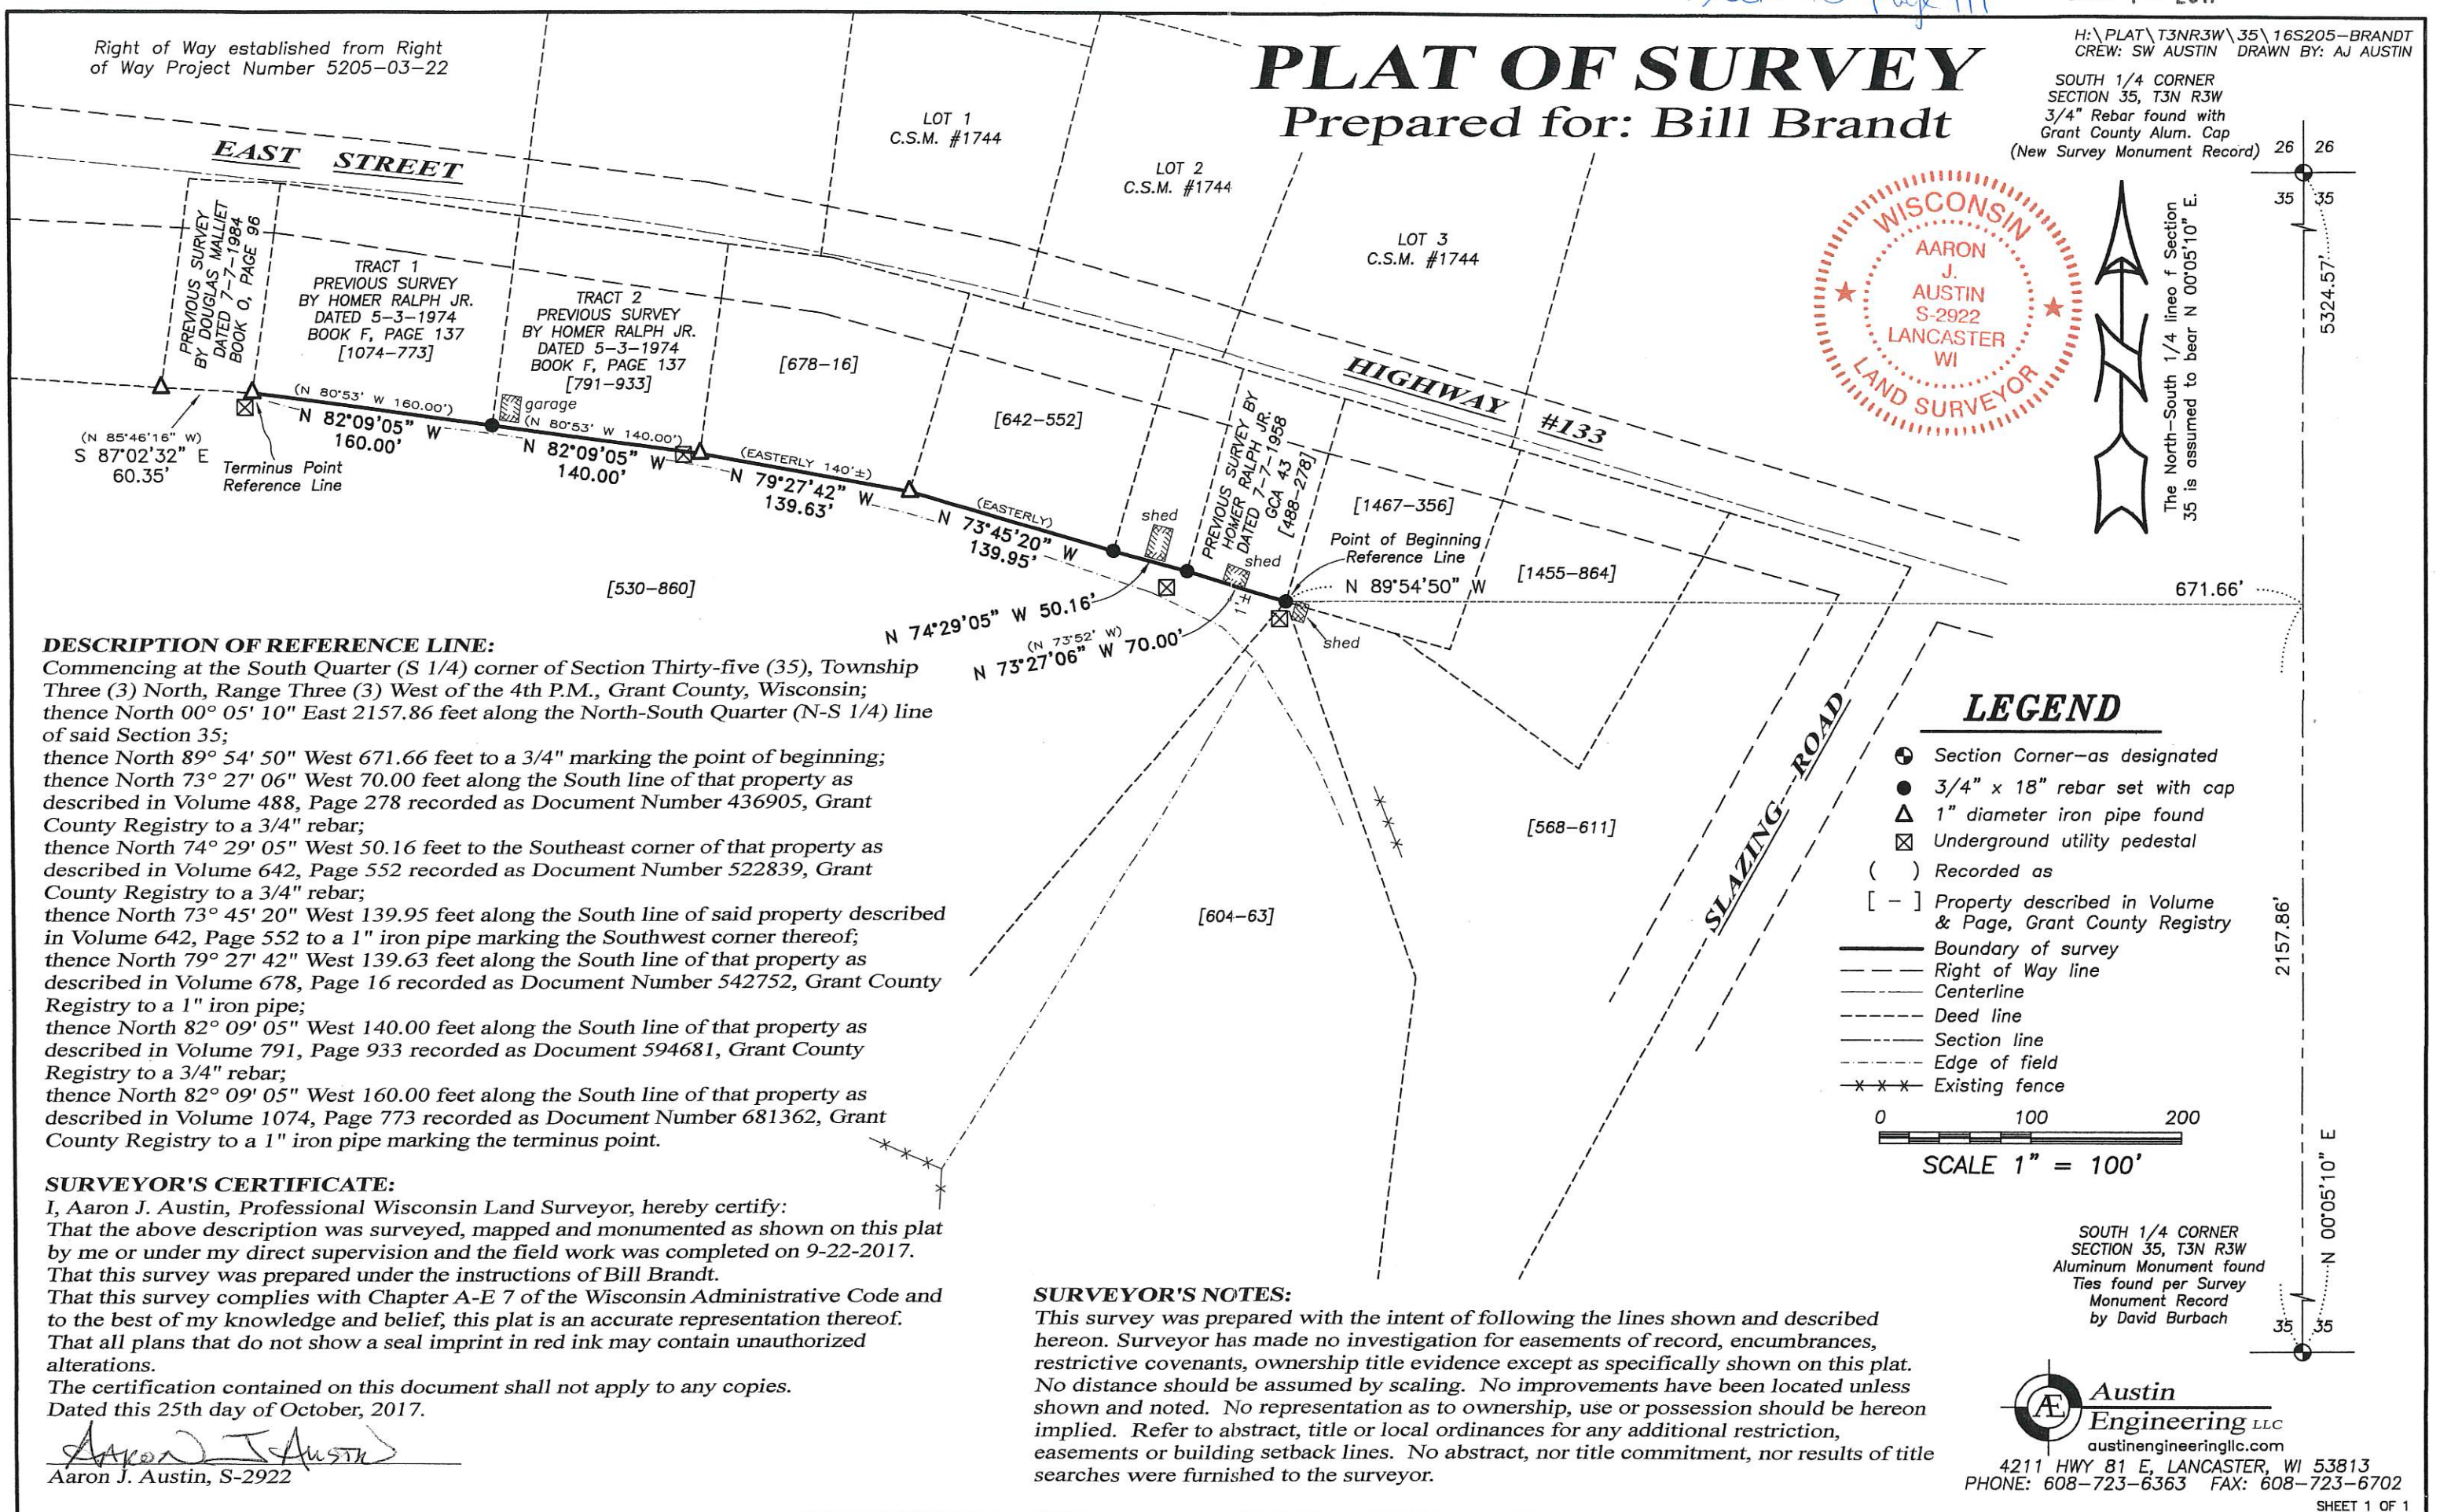 Page 111
2017
H:\PLAT\T3NR3W\35\16S205-BRANDT
CREW: SW AUSTIN DRAWN BY: AJ AUSTIN
Right of Way established from Right
of Way Project Number 5205-03-22
PLAT OF SURVEY
Prepared for: Bill Brandt
SOUTH 1/4 CORNER
SECTION 35, T3N R3W
3/4" Rebar found with
Grant County Alum. Cap
(New Survey Monument Record)
26 26
35 35
5324.57'
The North-South 1/4 lineo f Section
35 is assumed to bear N 00°05'10" E.
WISCONSIN
AARON
J.
AUSTIN
S-2922
LANCASTER
WI
LAND SURVEYOR
N
LOT 1
C.S.M. #1744
LOT 2
C.S.M. #1744
LOT 3
C.S.M. #1744
EAST STREET
HIGHWAY #133
PREVIOUS SURVEY
BY DOUGLAS MALLIET
DATED 7-7-1984
BOOK O, PAGE 96
TRACT 1
PREVIOUS SURVEY
BY HOMER RALPH JR.
DATED 5-3-1974
BOOK F, PAGE 137
[1074-773]
TRACT 2
PREVIOUS SURVEY
BY HOMER RALPH JR.
DATED 5-3-1974
BOOK F, PAGE 137
[791-933]
[678-16]
[642-552]
PREVIOUS SURVEY BY
HOMER RALPH JR.
DATED 7-7-1958
GCA 43
[488-278]
[1467-356]
[1455-864]
garage
(N 80°53' W 160.00')
N 82°09'05" W
160.00'
(N 80°53' W 140.00')
N 82°09'05" W
140.00'
(EASTERLY 140'±)
N 79°27'42" W
139.63'
(EASTERLY)
N 73°45'20" W
139.95'
(N 85°46'16" W)
S 87°02'32" E
60.35'
Terminus Point
Reference Line
shed
shed
shed
1'±
Point of Beginning
Reference Line
N 89°54'50" W
671.66'
N 74°29'05" W 50.16'
(N 73°52' W)
N 73°27'06" W 70.00'
[530-860]
[604-63]
[568-611]
SLAZING ROAD
DESCRIPTION OF REFERENCE LINE:
Commencing at the South Quarter (S 1/4) corner of Section Thirty-five (35), Township
Three (3) North, Range Three (3) West of the 4th P.M., Grant County, Wisconsin;
thence North 00° 05' 10" East 2157.86 feet along the North-South Quarter (N-S 1/4) line
of said Section 35;
thence North 89° 54' 50" West 671.66 feet to a 3/4" marking the point of beginning;
thence North 73° 27' 06" West 70.00 feet along the South line of that property as
described in Volume 488, Page 278 recorded as Document Number 436905, Grant
County Registry to a 3/4" rebar;
thence North 74° 29' 05" West 50.16 feet to the Southeast corner of that property as
described in Volume 642, Page 552 recorded as Document Number 522839, Grant
County Registry to a 3/4" rebar;
thence North 73° 45' 20" West 139.95 feet along the South line of said property described
in Volume 642, Page 552 to a 1" iron pipe marking the Southwest corner thereof;
thence North 79° 27' 42" West 139.63 feet along the South line of that property as
described in Volume 678, Page 16 recorded as Document Number 542752, Grant County
Registry to a 1" iron pipe;
thence North 82° 09' 05" West 140.00 feet along the South line of that property as
described in Volume 791, Page 933 recorded as Document 594681, Grant County
Registry to a 3/4" rebar;
thence North 82° 09' 05" West 160.00 feet along the South line of that property as
described in Volume 1074, Page 773 recorded as Document Number 681362, Grant
County Registry to a 1" iron pipe marking the terminus point.
SURVEYOR'S CERTIFICATE:
I, Aaron J. Austin, Professional Wisconsin Land Surveyor, hereby certify:
That the above description was surveyed, mapped and monumented as shown on this plat
by me or under my direct supervision and the field work was completed on 9-22-2017.
That this survey was prepared under the instructions of Bill Brandt.
That this survey complies with Chapter A-E 7 of the Wisconsin Administrative Code and
to the best of my knowledge and belief, this plat is an accurate representation thereof.
That all plans that do not show a seal imprint in red ink may contain unauthorized
alterations.
The certification contained on this document shall not apply to any copies.
Dated this 25th day of October, 2017.
Aaron J Austin
Aaron J. Austin, S-2922
SURVEYOR'S NOTES:
This survey was prepared with the intent of following the lines shown and described
hereon. Surveyor has made no investigation for easements of record, encumbrances,
restrictive covenants, ownership title evidence except as specifically shown on this plat.
No distance should be assumed by scaling. No improvements have been located unless
shown and noted. No representation as to ownership, use or possession should be hereon
implied. Refer to abstract, title or local ordinances for any additional restriction,
easements or building setback lines. No abstract, nor title commitment, nor results of title
searches were furnished to the surveyor.
LEGEND
Section Corner-as designated
3/4" x 18" rebar set with cap
1" diameter iron pipe found
Underground utility pedestal
( ) Recorded as
[ - ] Property described in Volume
& Page, Grant County Registry
Boundary of survey
Right of Way line
Centerline
Deed line
Section line
Edge of field
Existing fence
0 100 200
SCALE 1" = 100'
2157.86'
N 00°05'10" E
SOUTH 1/4 CORNER
SECTION 35, T3N R3W
Aluminum Monument found
Ties found per Survey
Monument Record
by David Burbach
35 35
AE
Austin
Engineering LLC
austinengineeringllc.com
4211 HWY 81 E, LANCASTER, WI 53813
PHONE: 608-723-6363 FAX: 608-723-6702
SHEET 1 OF 1